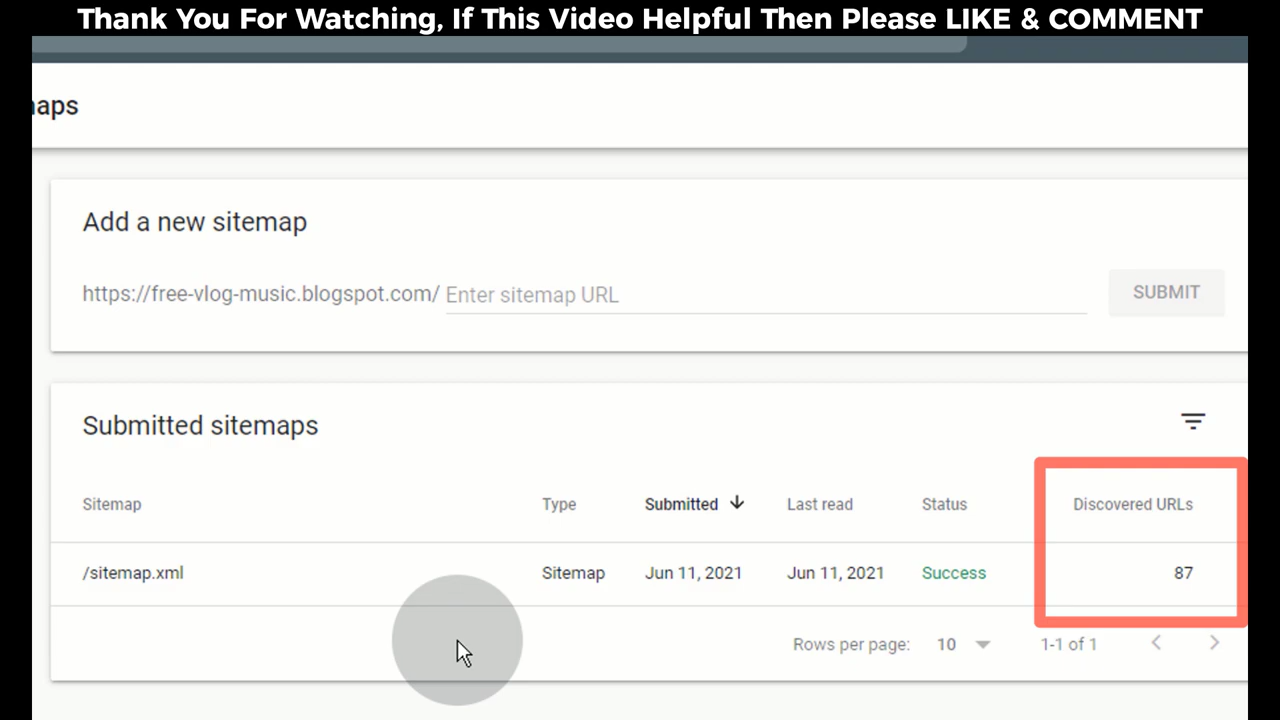 Thank You For Watching, If This Video Helpful Then Please LIKE & COMMENT
aps
Add a new sitemap
https://free-vlog-music.blogspot.com/ Enter sitemap URL
SUBMIT
Submitted sitemaps
Sitemap Type Submitted Last read Status Discovered URLs
/sitemap.xml Sitemap Jun 11, 2021 Jun 11, 2021 Success 87
Rows per page: 10 1-1 of 1